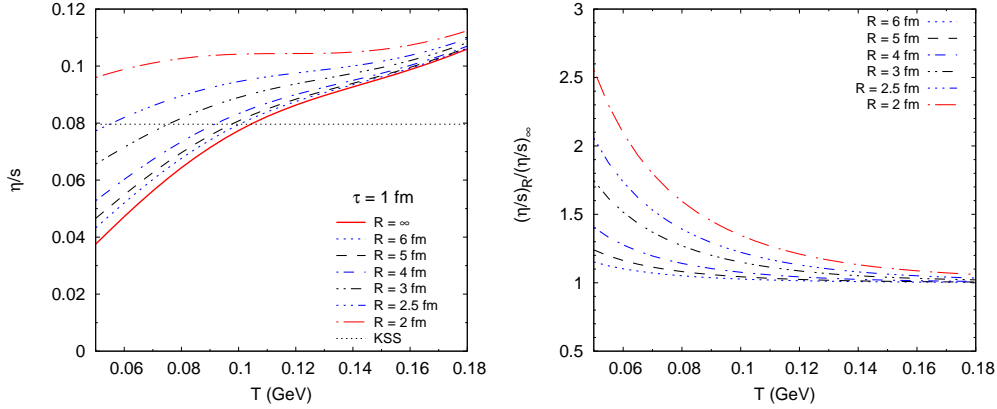 η/s
0.12
0.1
0.08
0.06
0.04
0.02
0
0.06 0.08 0.10 0.12 0.14 0.16 0.18
T (GeV)
τ = 1 fm
R = ∞
R = 6 fm
R = 5 fm
R = 4 fm
R = 3 fm
R = 2.5 fm
R = 2 fm
KSS
(η/s)R/(η/s)∞
3
2.5
2
1.5
1
0.5
0.06 0.08 0.1 0.12 0.14 0.16 0.18
T (GeV)
R = 6 fm
R = 5 fm
R = 4 fm
R = 3 fm
R = 2.5 fm
R = 2 fm